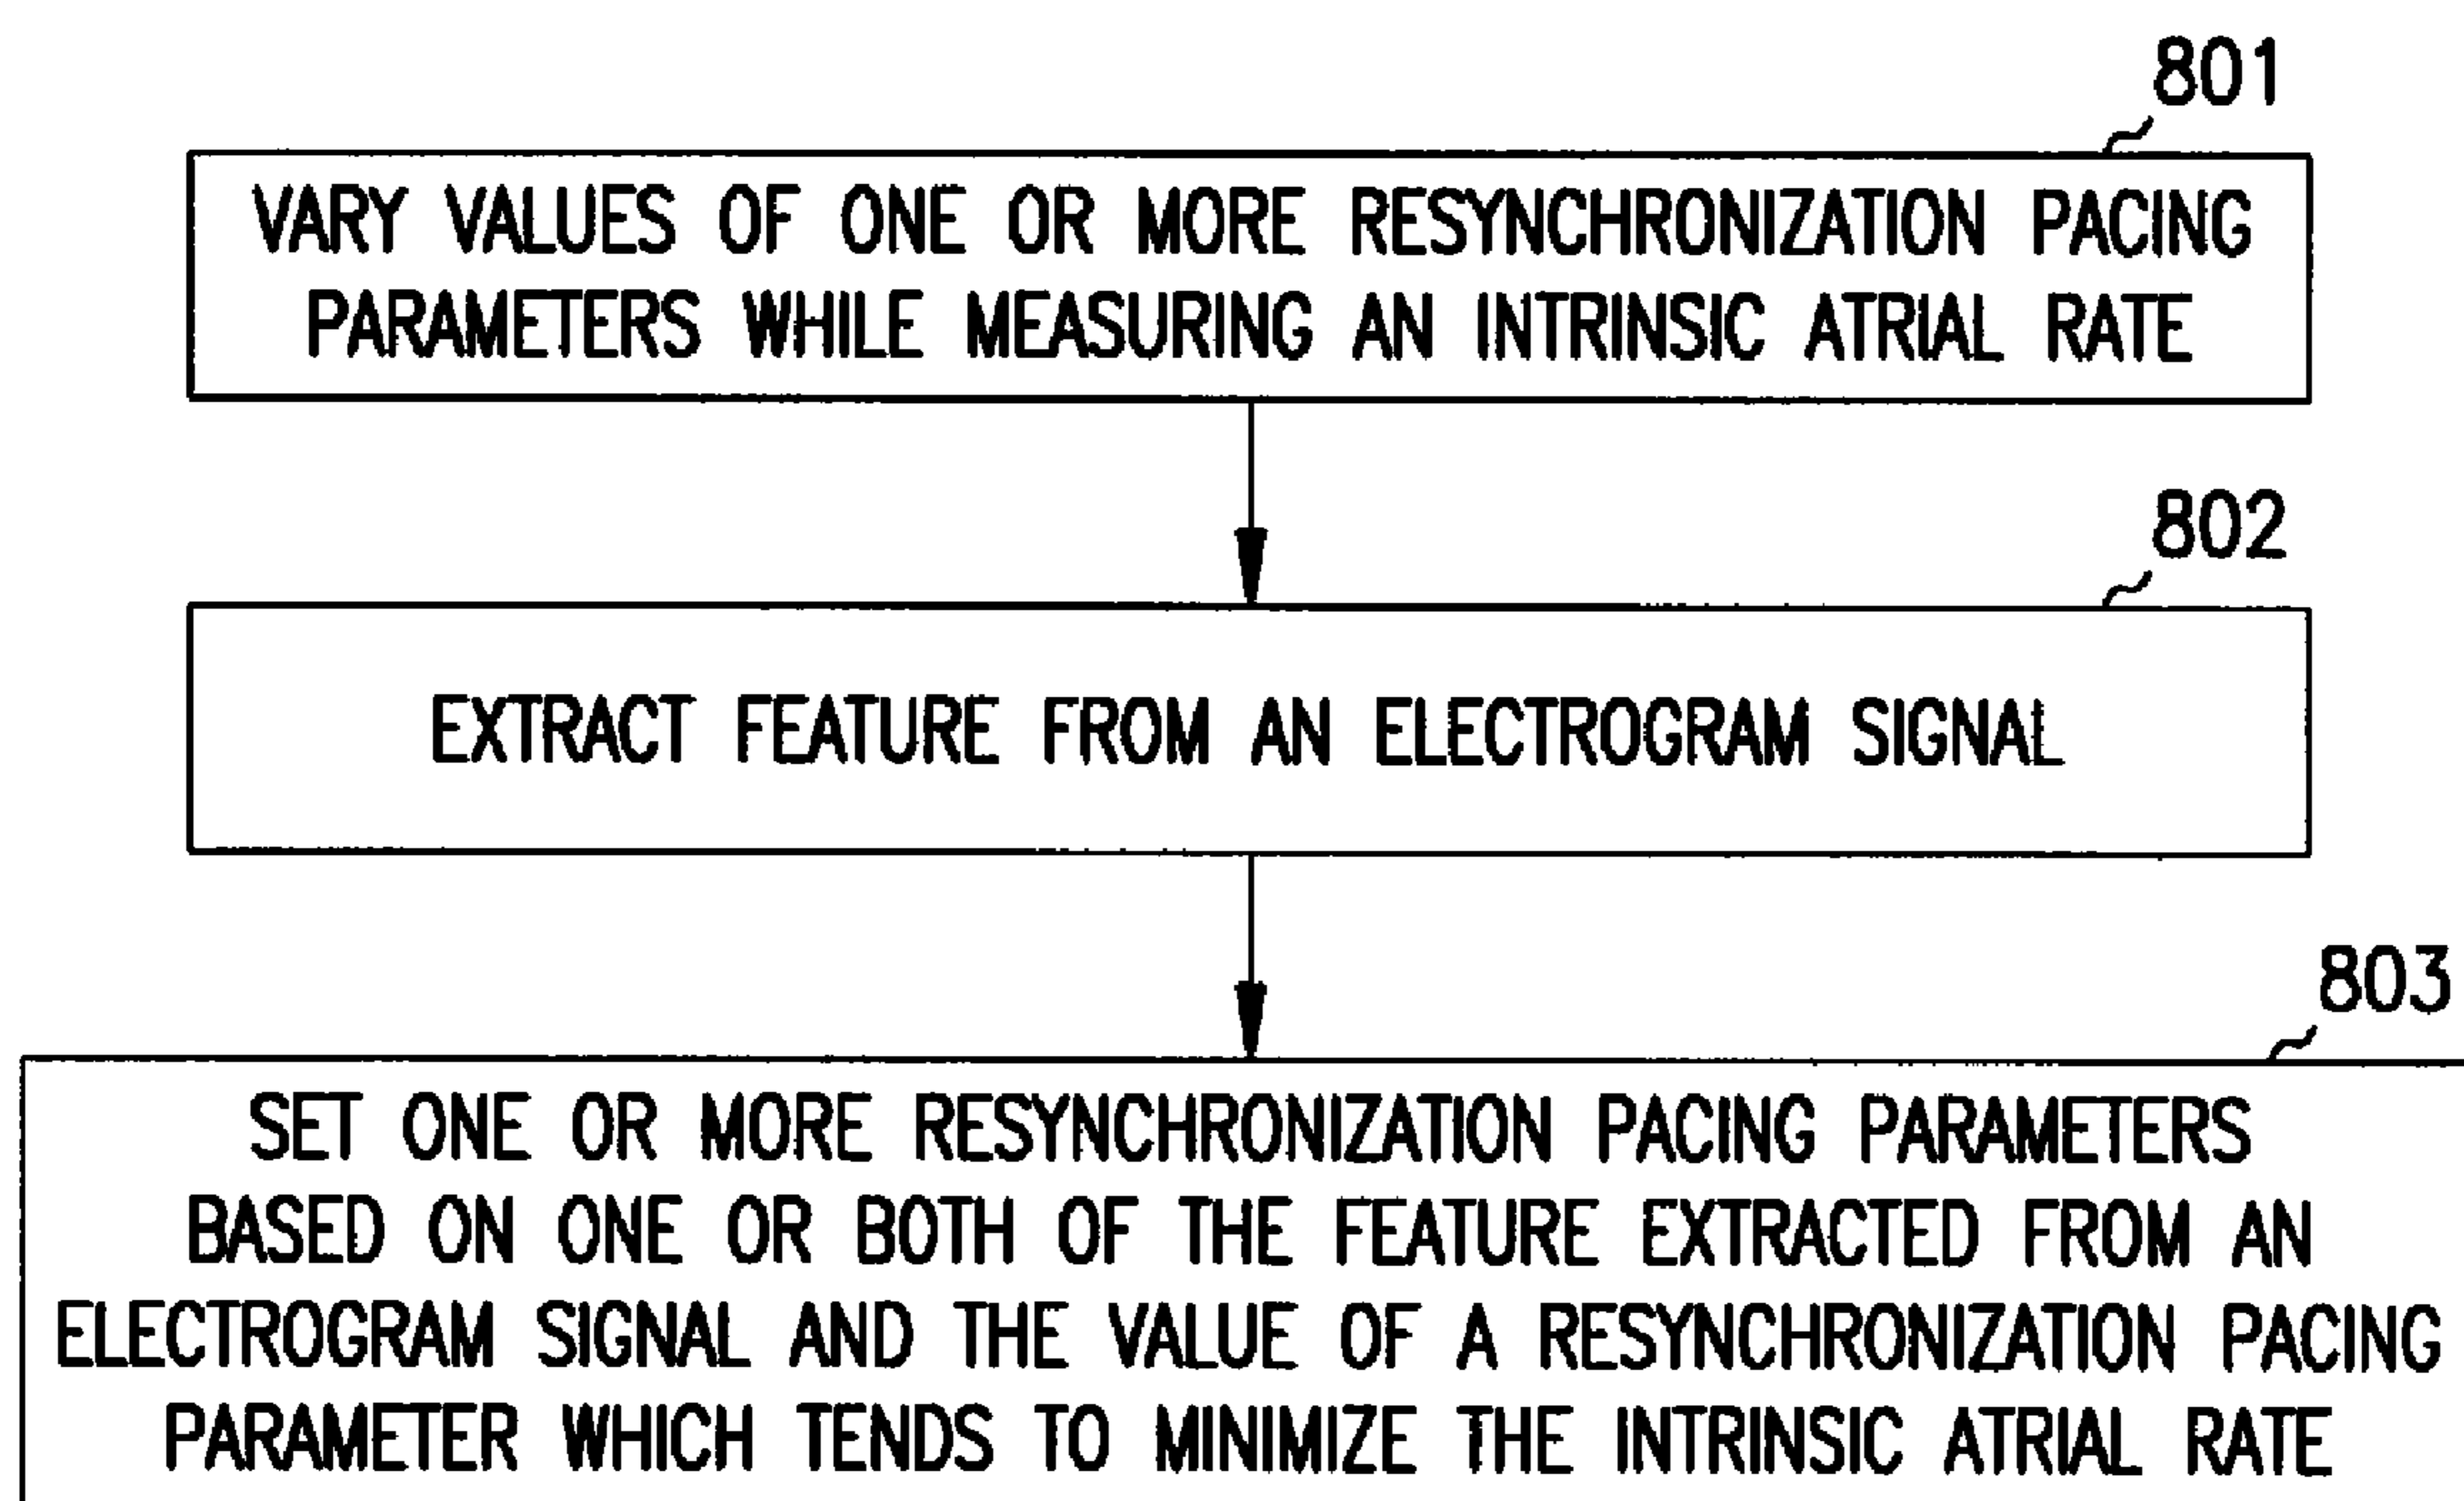 801
VARY VALUES OF ONE OR MORE RESYNCHRONIZATION PACING
PARAMETERS WHILE MEASURING AN INTRINSIC ATRIAL RATE
802
EXTRACT FEATURE FROM AN ELECTROGRAM SIGNAL
803
SET ONE OR MORE RESYNCHRONIZATION PACING PARAMETERS
BASED ON ONE OR BOTH OF THE FEATURE EXTRACTED FROM AN
ELECTROGRAM SIGNAL AND THE VALUE OF A RESYNCHRONIZATION PACING
PARAMETER WHICH TENDS TO MINIMIZE THE INTRINSIC ATRIAL RATE